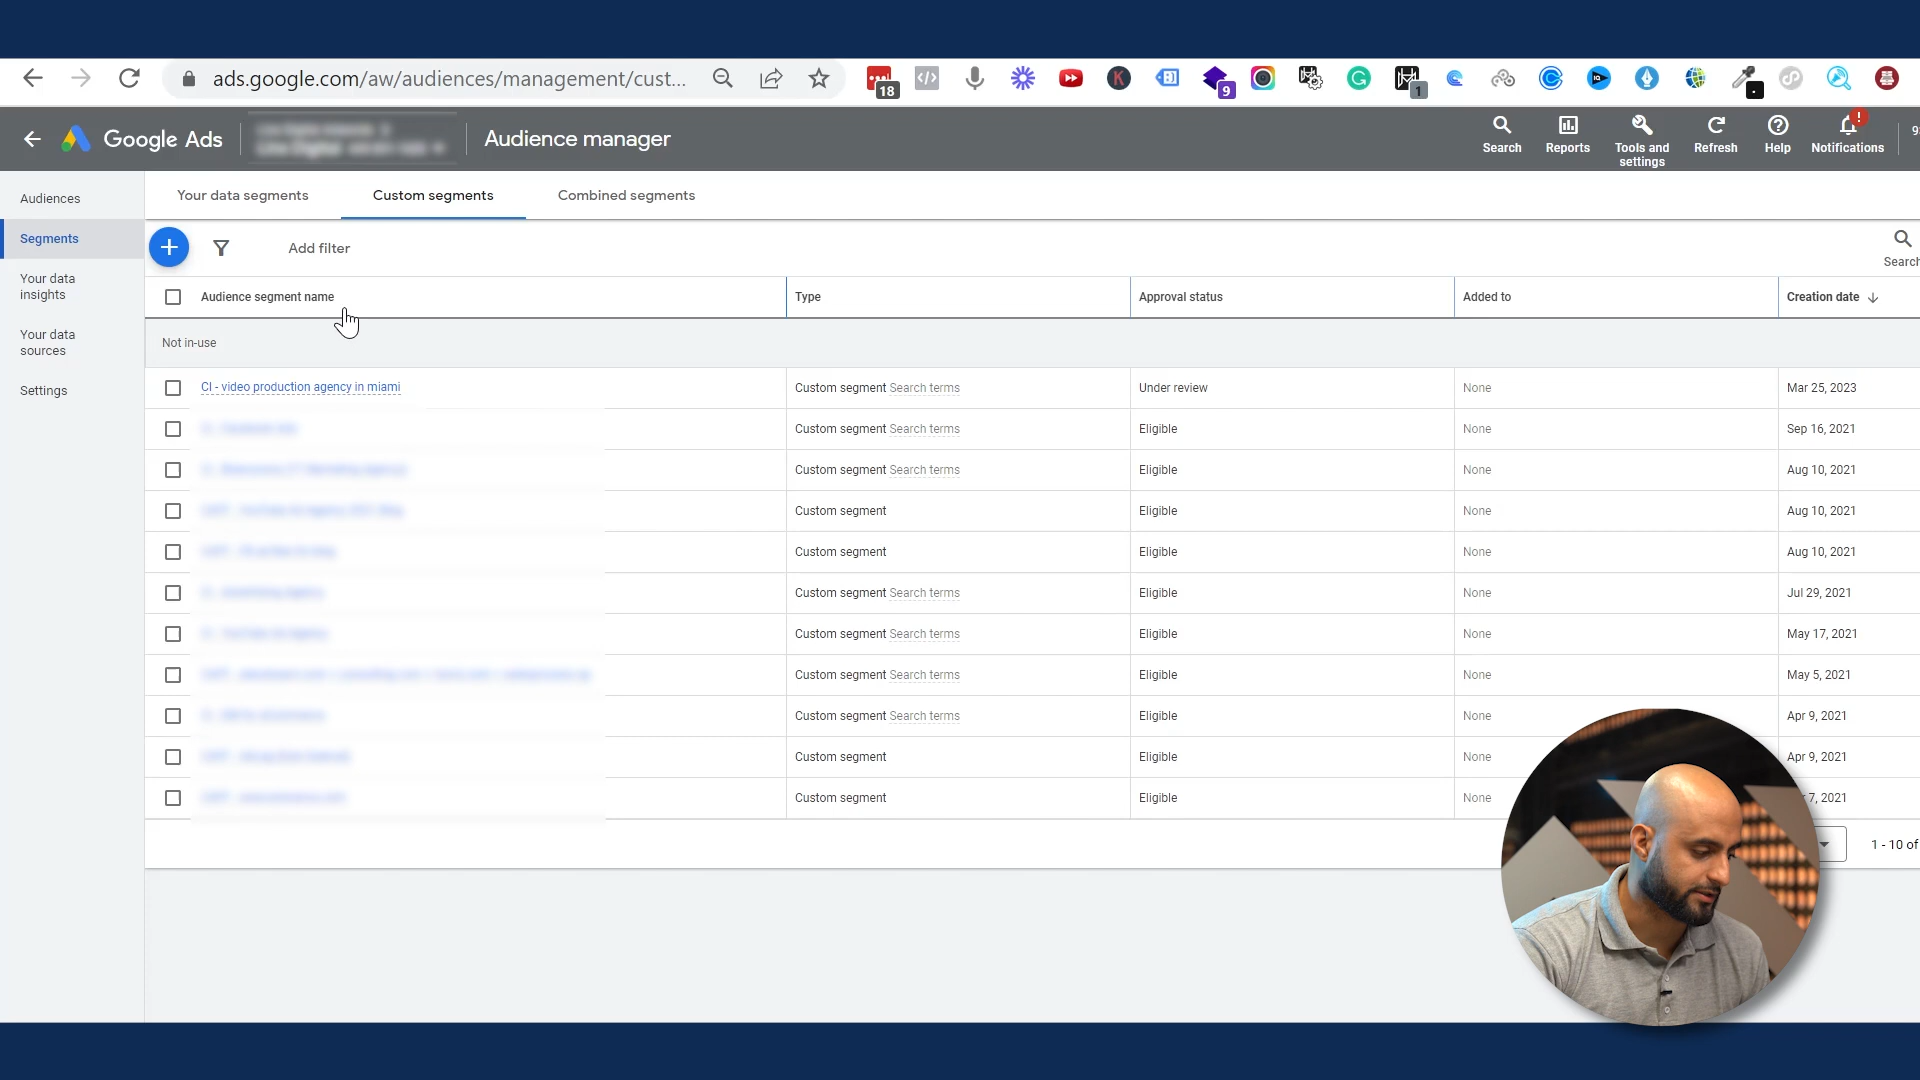 ads.google.com/aw/audiences/management/cust...
18
9
1
Google Ads
Audience manager
Search
Reports
Tools and
settings
Refresh
Help
!
Notifications
Audiences
Segments
Your data
insights
Your data
sources
Settings
Your data segments
Custom segments
Combined segments
Add filter
Search
Audience segment name
Type
Approval status
Added to
Creation date
Not in-use
CI - video production agency in miami
Custom segment Search terms
Under review
None
Mar 25, 2023
Custom segment Search terms
Eligible
None
Sep 16, 2021
Custom segment Search terms
Eligible
None
Aug 10, 2021
Custom segment
Eligible
None
Aug 10, 2021
Custom segment
Eligible
None
Aug 10, 2021
Custom segment Search terms
Eligible
None
Jul 29, 2021
Custom segment Search terms
Eligible
None
May 17, 2021
Custom segment Search terms
Eligible
None
May 5, 2021
Custom segment Search terms
Eligible
None
Apr 9, 2021
Custom segment
Eligible
None
Apr 9, 2021
Custom segment
Eligible
None
7, 2021
1 - 10 of